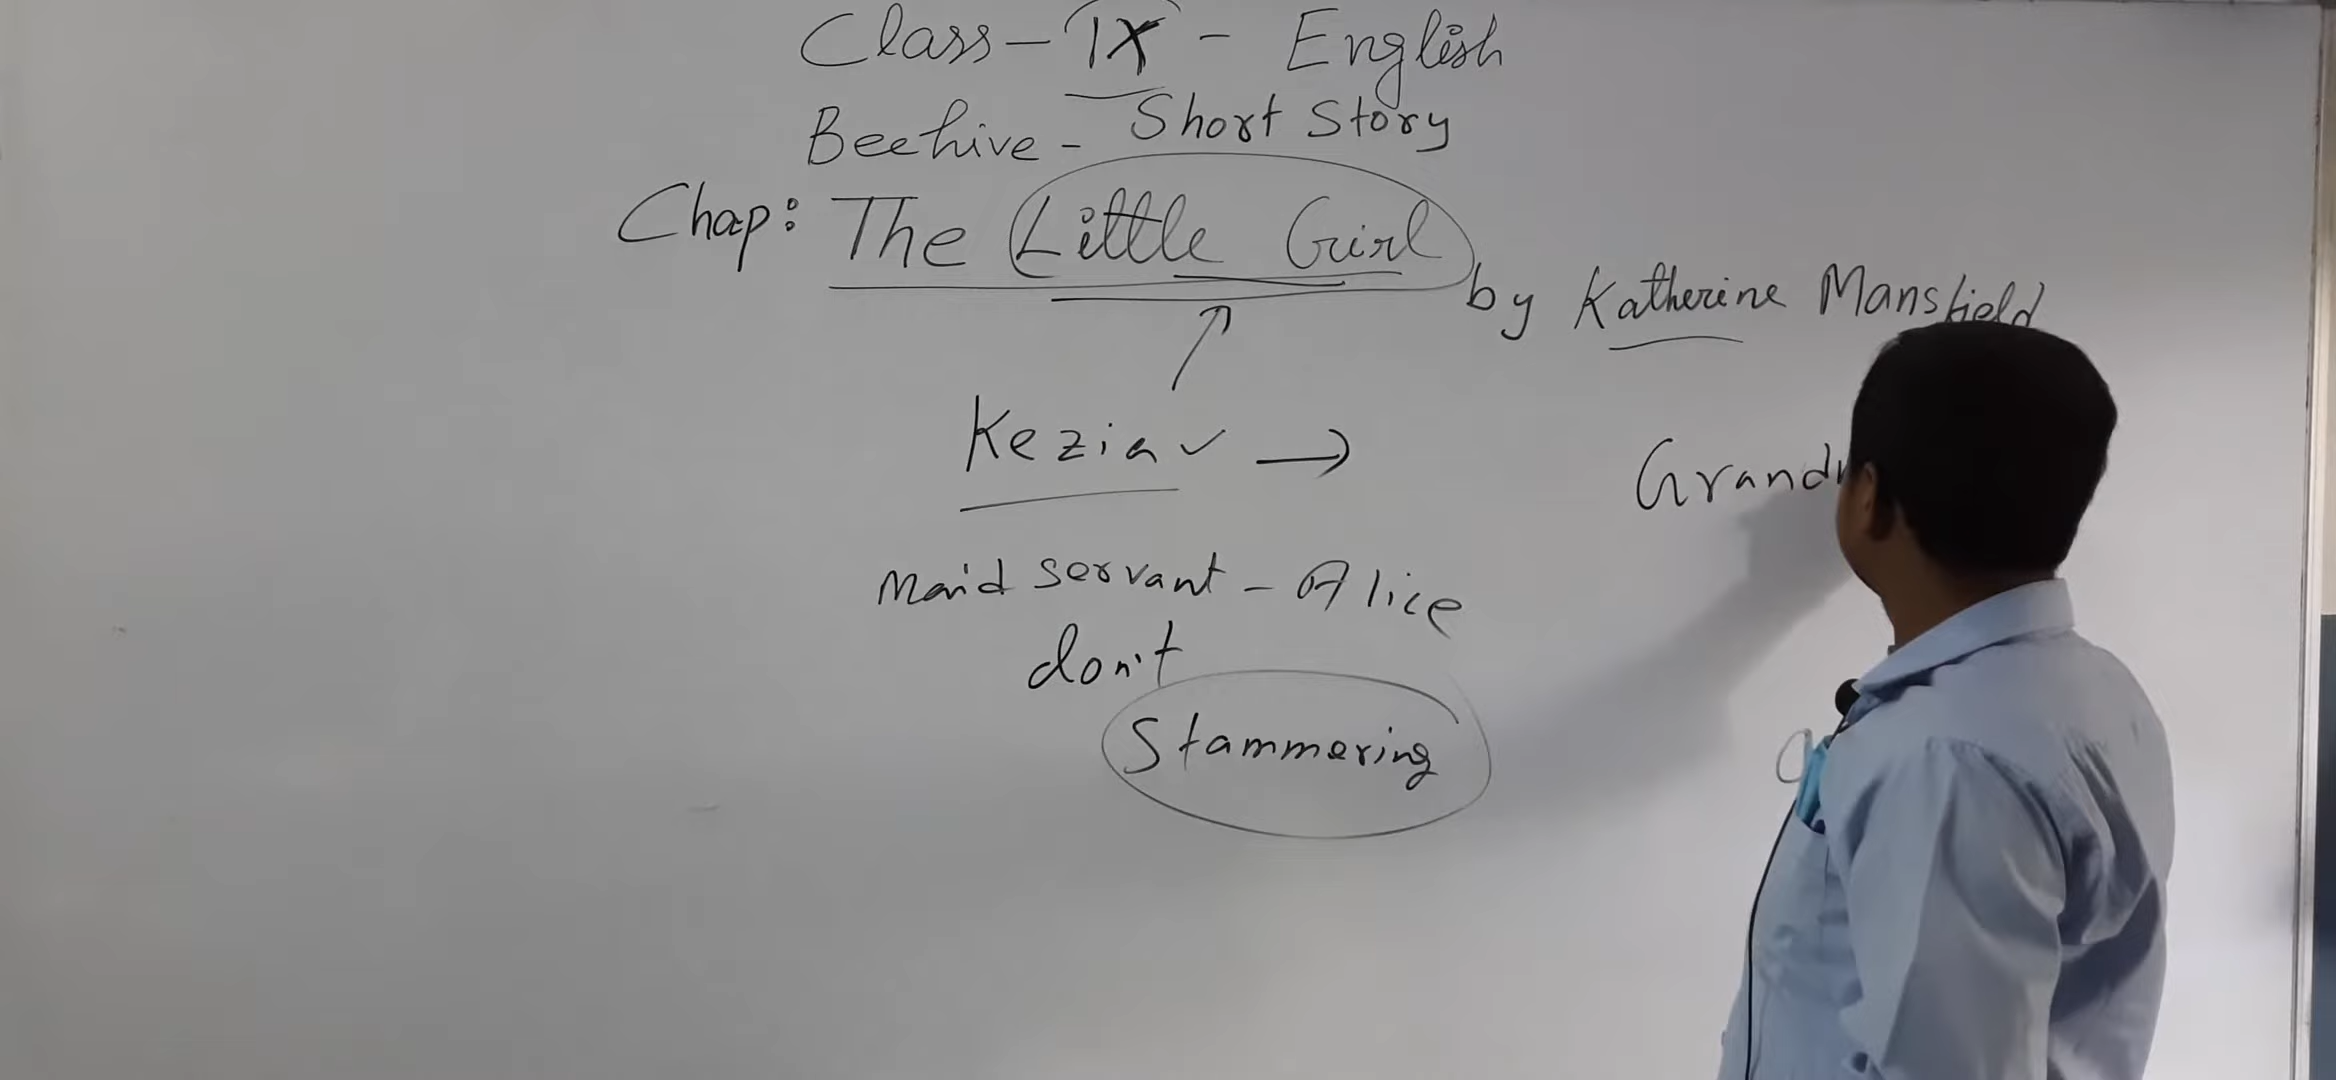 Class - IX - English
Beehive - Short Story
Chap: The Little Girl
by Katherine Mansfield
Kezia ✓ →
maid servant - Alice
don't
Stammering